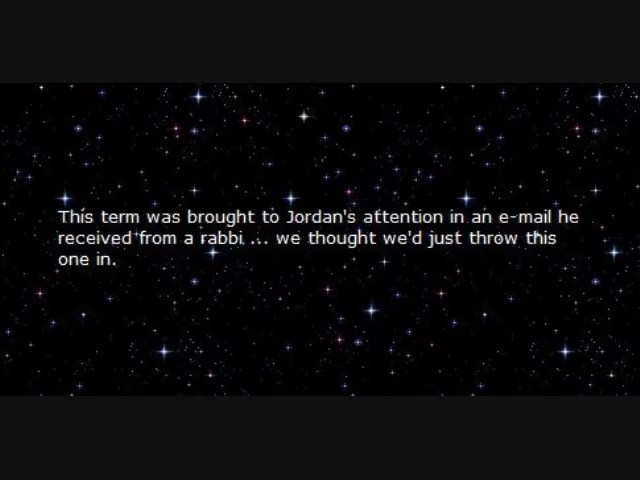 This term was brought to Jordan's attention in an e-mail he
received from a rabbi ... we thought we'd just throw this
one in.